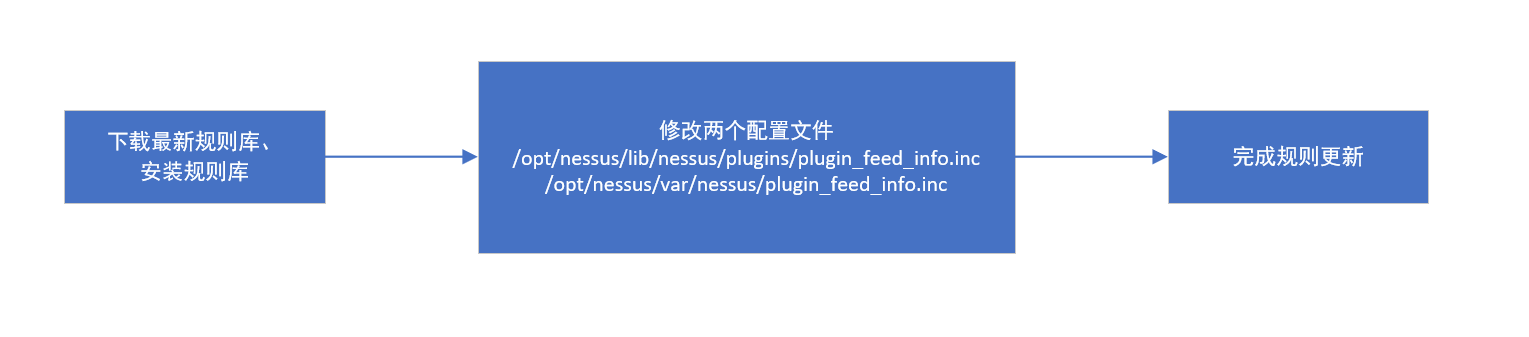 下载最新规则库、
安装规则库
修改两个配置文件
/opt/nessus/lib/nessus/plugins/plugin_feed_info.inc
/opt/nessus/var/nessus/plugin_feed_info.inc
完成规则更新